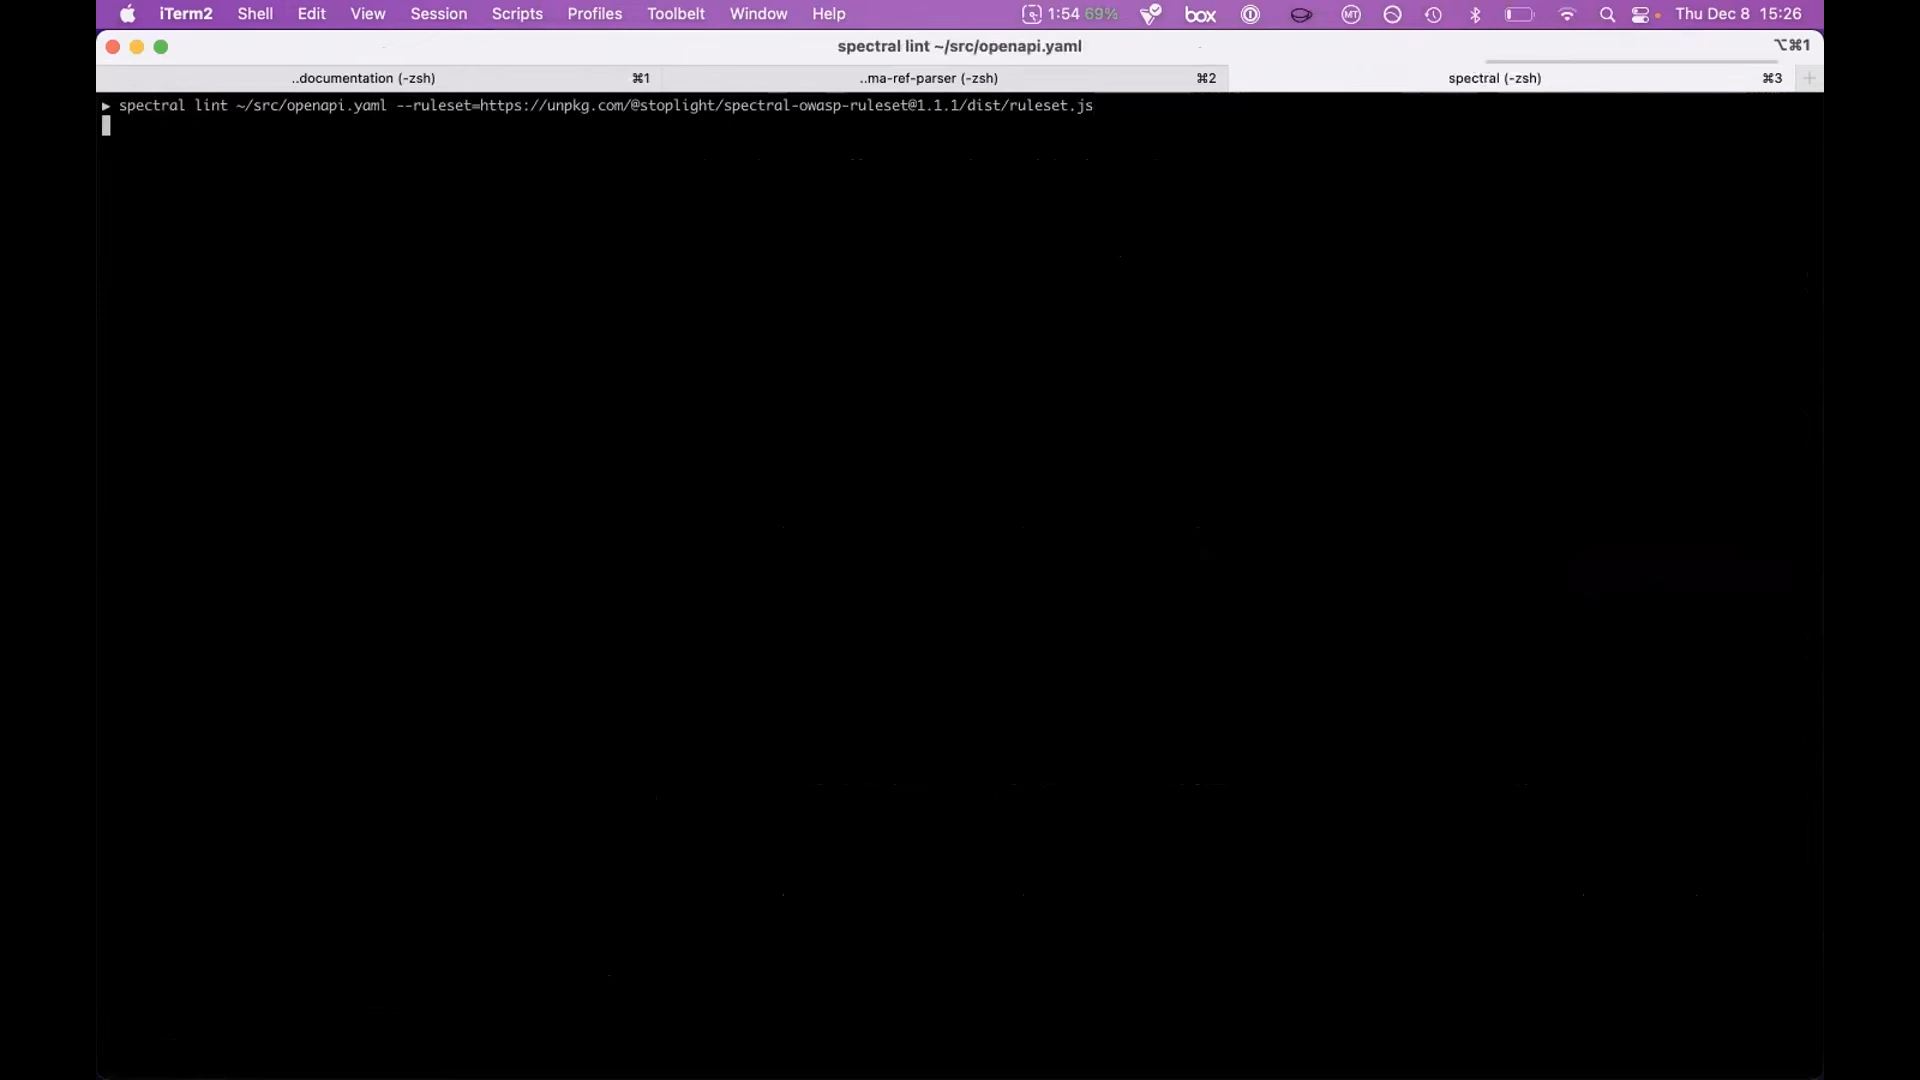 iTerm2 Shell Edit View Session Scripts Profiles Toolbelt Window Help 1:54 69% box MT Thu Dec 8 15:26
spectral lint ~/src/openapi.yaml ⌥⌘1
..documentation (-zsh) ⌘1 ..ma-ref-parser (-zsh) ⌘2 spectral (-zsh) ⌘3
▶ spectral lint ~/src/openapi.yaml --ruleset=https://unpkg.com/@stoplight/spectral-owasp-ruleset@1.1.1/dist/ruleset.js